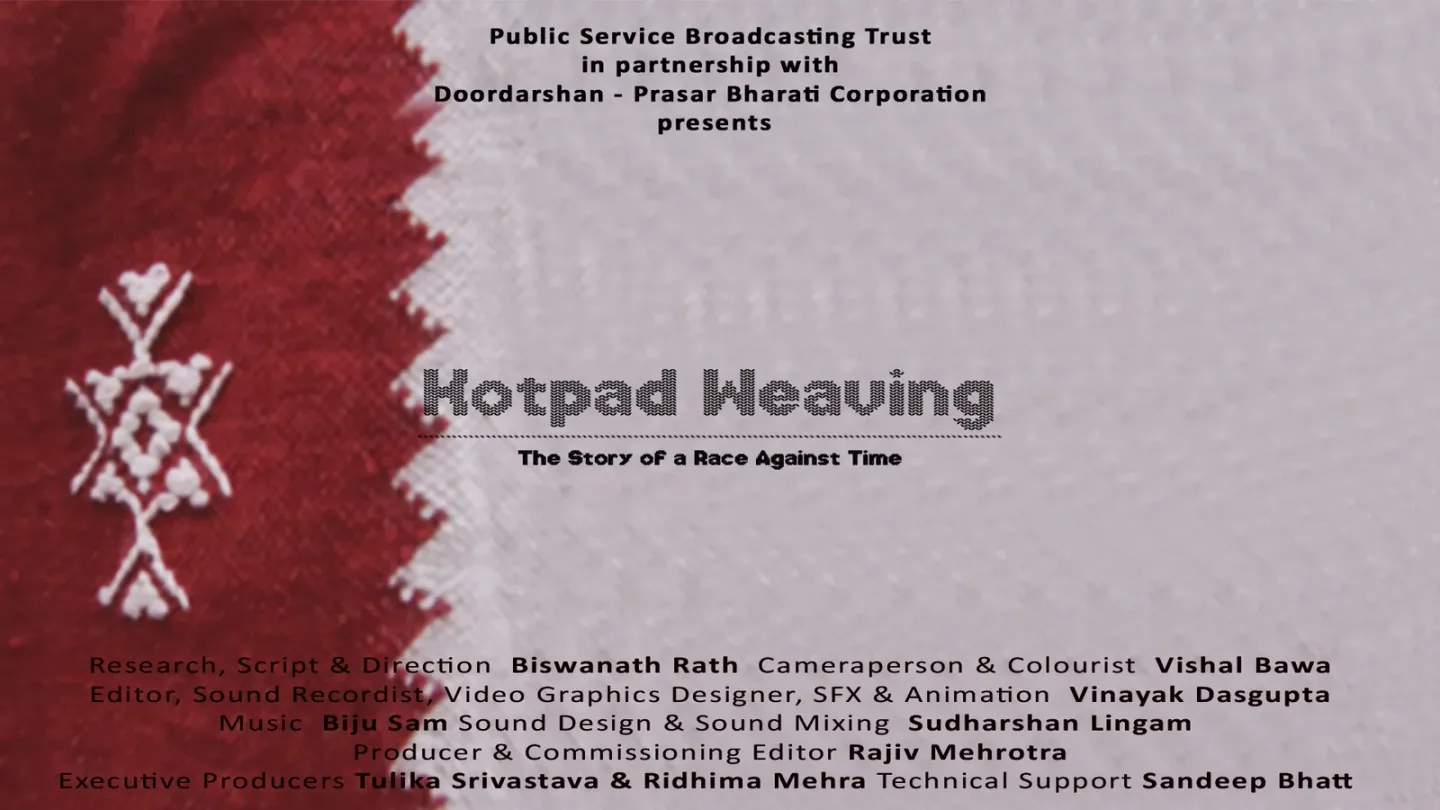 Public Service Broadcasting Trust
in partnership with
Doordarshan - Prasar Bharati Corporation
presents
Kotpad Weaving
The Story of a Race Against Time
Research, Script & Direction Biswanath Rath Cameraperson & Colourist Vishal Bawa
Editor, Sound Recordist, Video Graphics Designer, SFX & Animation Vinayak Dasgupta
Music Biju Sam Sound Design & Sound Mixing Sudharshan Lingam
Producer & Commissioning Editor Rajiv Mehrotra
Executive Producers Tulika Srivastava & Ridhima Mehra Technical Support Sandeep Bhatt